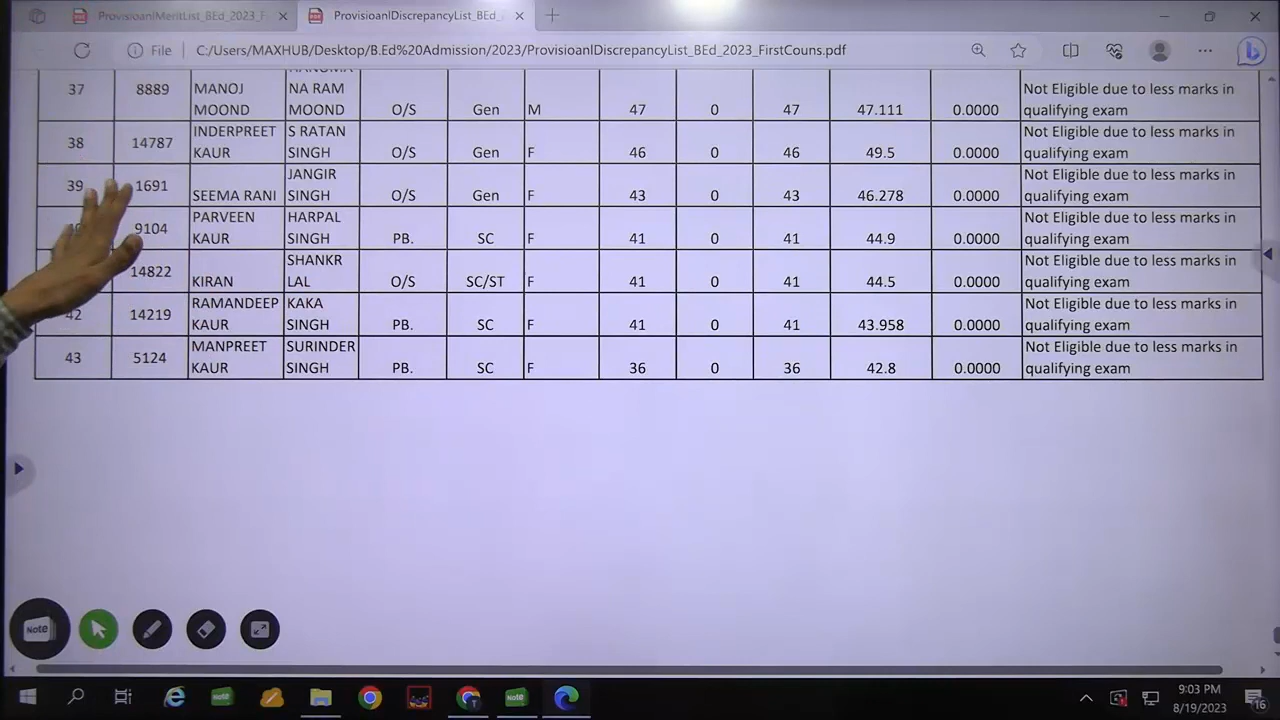 ProvisioanlMeritList_BEd_2023_F
ProvisioanlDiscrepancyList_BEd_
File C:/Users/MAXHUB/Desktop/B.Ed%20Admission/2023/ProvisioanlDiscrepancyList_BEd_2023_FirstCouns.pdf
37 8889 MANOJ MOOND NA RAM MOOND O/S Gen M 47 0 47 47.111 0.0000 Not Eligible due to less marks in qualifying exam
38 14787 INDERPREET KAUR S RATAN SINGH O/S Gen F 46 0 46 49.5 0.0000 Not Eligible due to less marks in qualifying exam
39 1691 SEEMA RANI JANGIR SINGH O/S Gen F 43 0 43 46.278 0.0000 Not Eligible due to less marks in qualifying exam
9104 PARVEEN KAUR HARPAL SINGH PB. SC F 41 0 41 44.9 0.0000 Not Eligible due to less marks in qualifying exam
14822 KIRAN SHANKR LAL O/S SC/ST F 41 0 41 44.5 0.0000 Not Eligible due to less marks in qualifying exam
42 14219 RAMANDEEP KAUR KAKA SINGH PB. SC F 41 0 41 43.958 0.0000 Not Eligible due to less marks in qualifying exam
43 5124 MANPREET KAUR SURINDER SINGH PB. SC F 36 0 36 42.8 0.0000 Not Eligible due to less marks in qualifying exam
Note
Note
Note
9:03 PM
8/19/2023
16